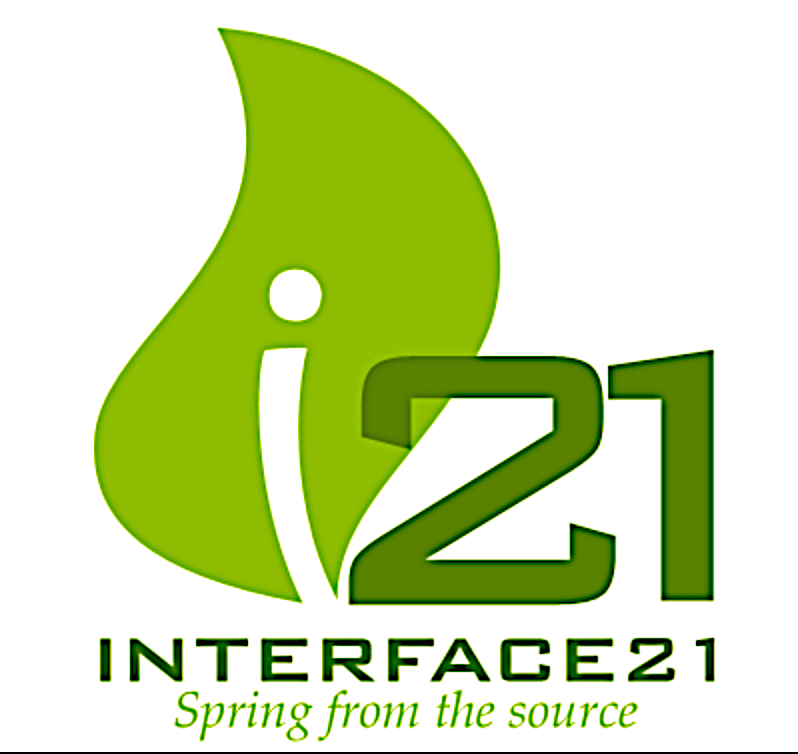 i21
INTERFACE21
Spring from the source